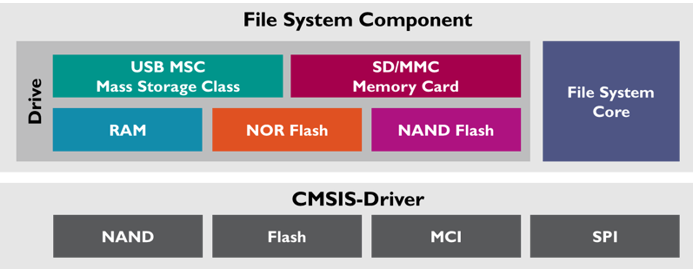 File System Component
Drive
USB MSC
Mass Storage Class
SD/MMC
Memory Card
File System
Core
RAM
NOR Flash
NAND Flash
CMSIS-Driver
NAND
Flash
MCI
SPI